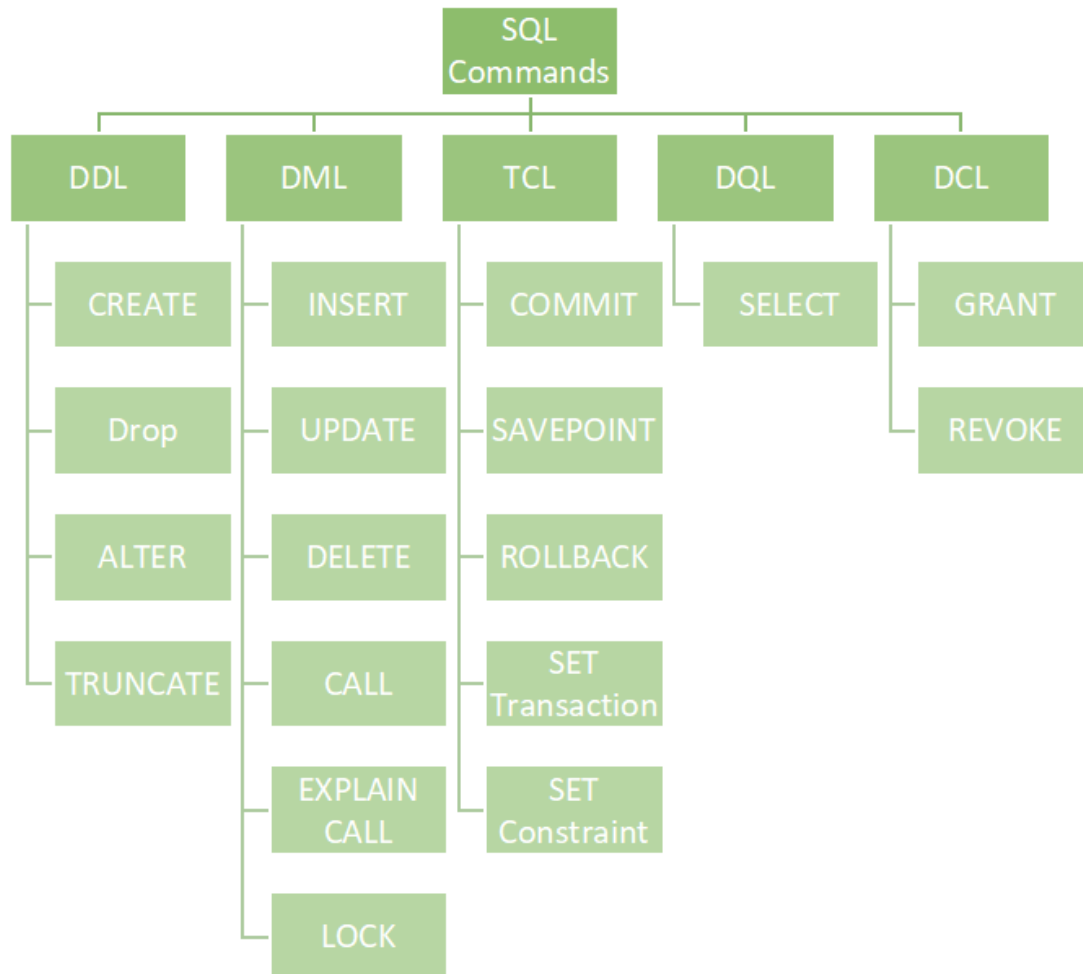 SQL
Commands
DDL
DML
TCL
DQL
DCL
CREATE
INSERT
COMMIT
SELECT
GRANT
Drop
UPDATE
SAVEPOINT
REVOKE
ALTER
DELETE
ROLLBACK
TRUNCATE
CALL
SET
Transaction
EXPLAIN
CALL
SET
Constraint
LOCK